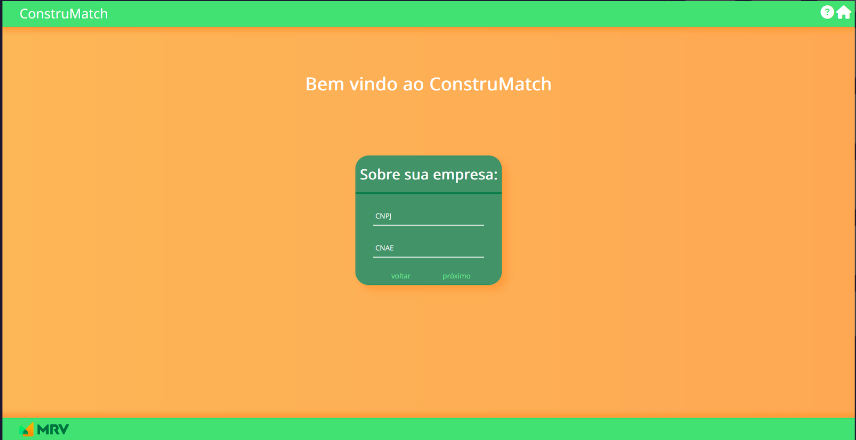 ConstruMatch
?
Bem vindo ao ConstruMatch
Sobre sua empresa:
CNPJ
CNAE
voltar próximo
MRV